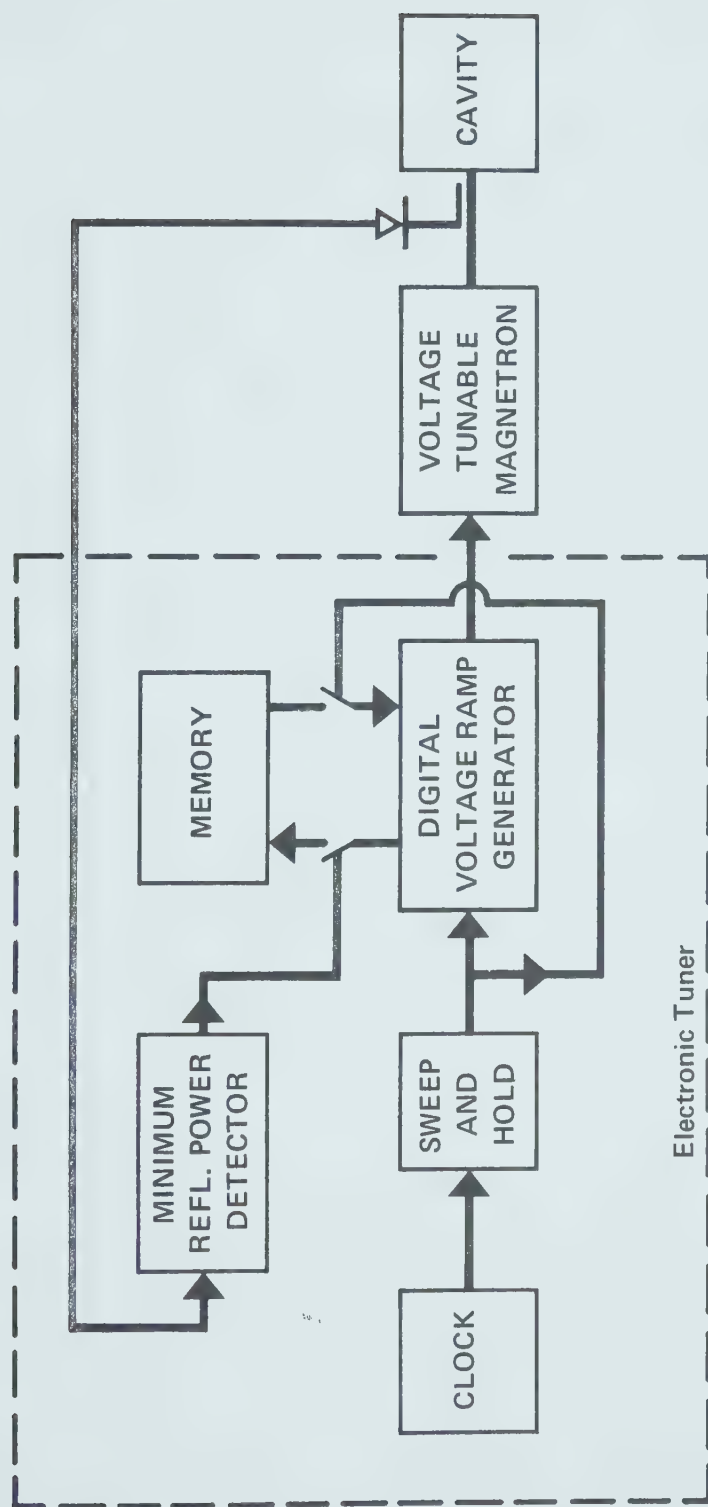 MINIMUM
REFL. POWER
DETECTOR
MEMORY
CLOCK
SWEEP
AND
HOLD
DIGITAL
VOLTAGE RAMP
GENERATOR
VOLTAGE
TUNABLE
MAGNETRON
CAVITY
Electronic Tuner